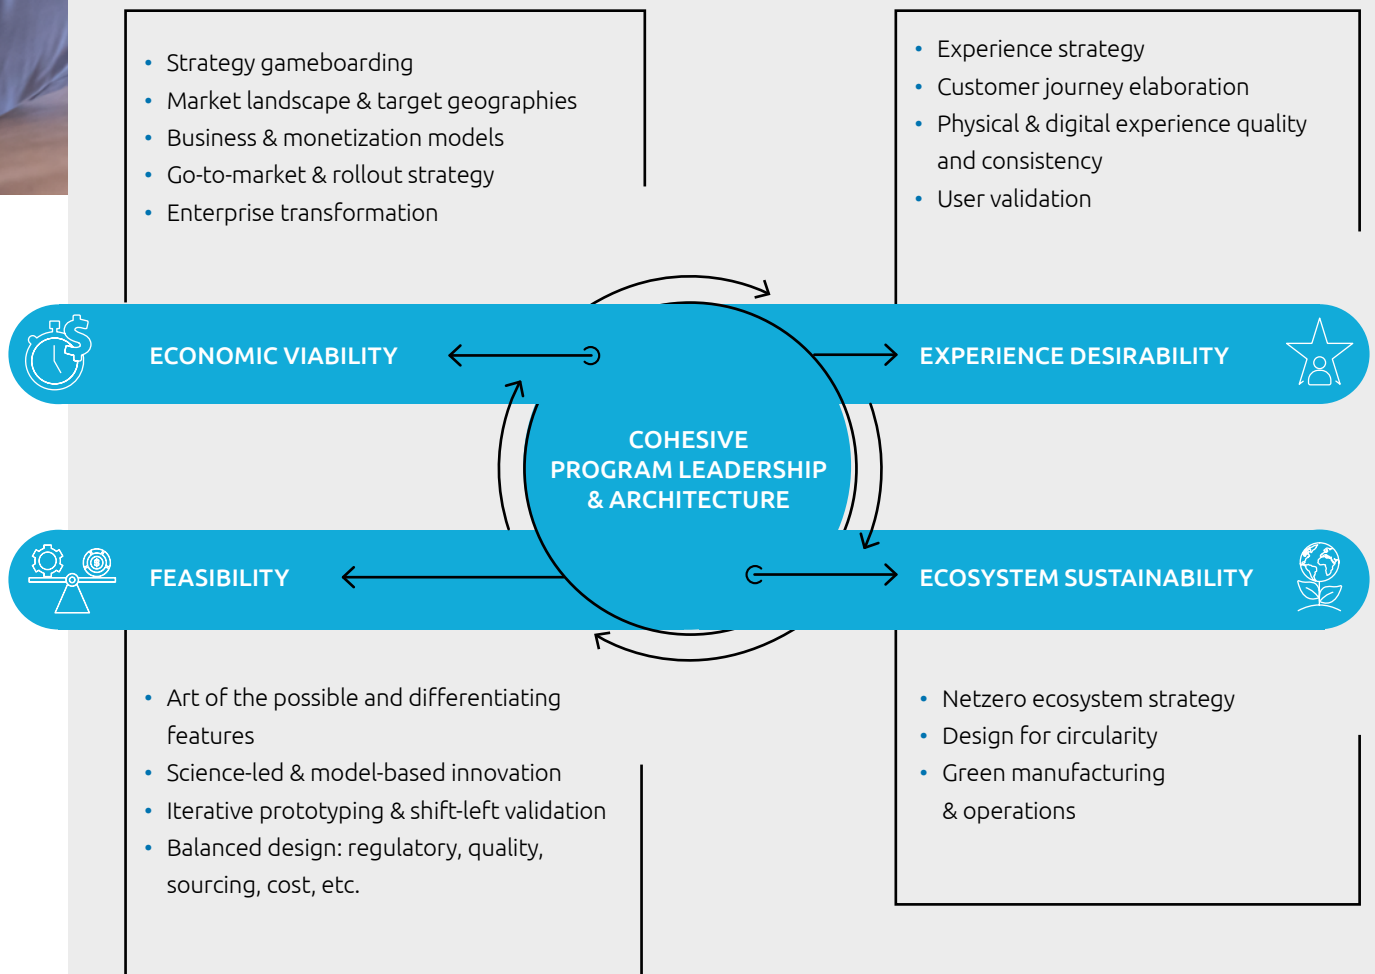 • Strategy gameboarding
• Market landscape & target geographies
• Business & monetization models
• Go-to-market & rollout strategy
• Enterprise transformation
• Experience strategy
• Customer journey elaboration
• Physical & digital experience quality
and consistency
• User validation
ECONOMIC VIABILITY
EXPERIENCE DESIRABILITY
COHESIVE
PROGRAM LEADERSHIP
& ARCHITECTURE
FEASIBILITY
ECOSYSTEM SUSTAINABILITY
• Art of the possible and differentiating
features
• Science-led & model-based innovation
• Iterative prototyping & shift-left validation
• Balanced design: regulatory, quality,
sourcing, cost, etc.
• Netzero ecosystem strategy
• Design for circularity
• Green manufacturing
& operations